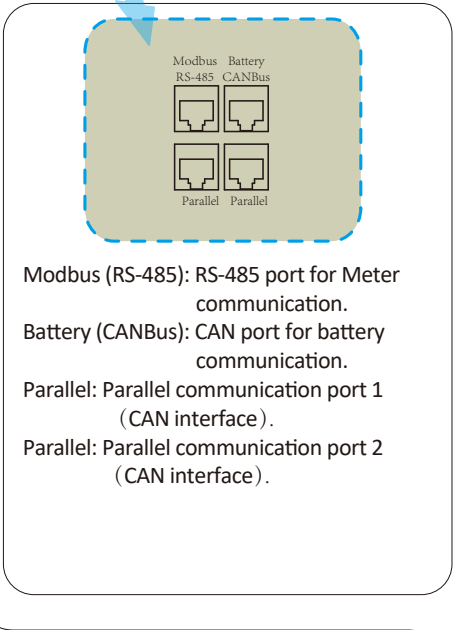 Modbus Battery
RS-485 CANBus
Parallel Parallel
Modbus (RS-485): RS-485 port for Meter
communication.
Battery (CANBus): CAN port for battery
communication.
Parallel: Parallel communication port 1
（CAN interface）.
Parallel: Parallel communication port 2
（CAN interface）.